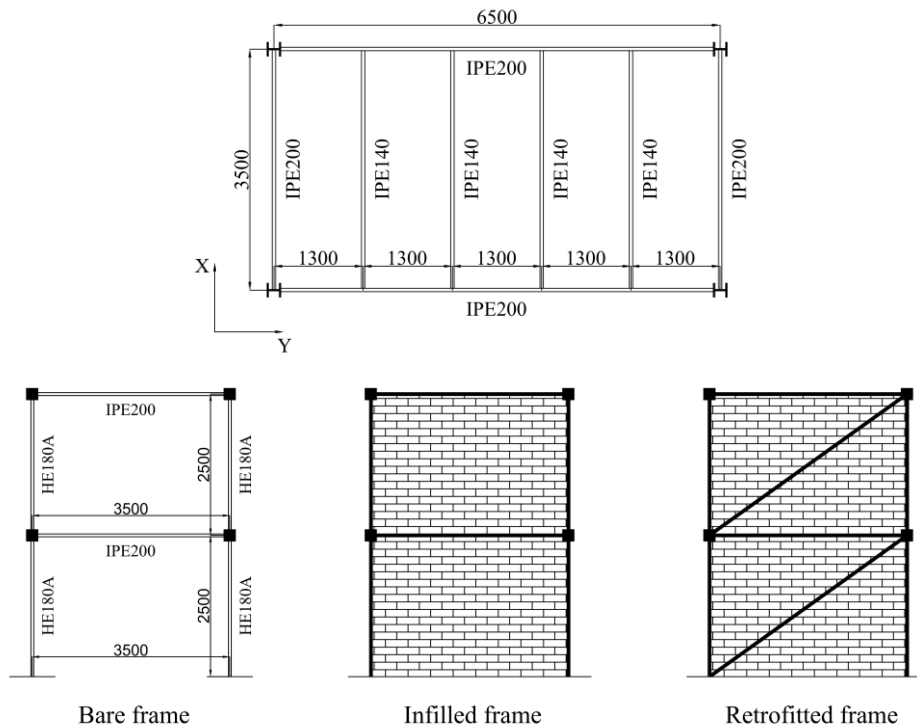 6500
IPE200
3500
IPE200
IPE140
IPE140
IPE140
IPE140
IPE200
1300
1300
1300
1300
1300
IPE200
X
Y
IPE200
HE180A
2500
HE180A
3500
IPE200
HE180A
2500
HE180A
3500
Bare frame
Infilled frame
Retrofitted frame